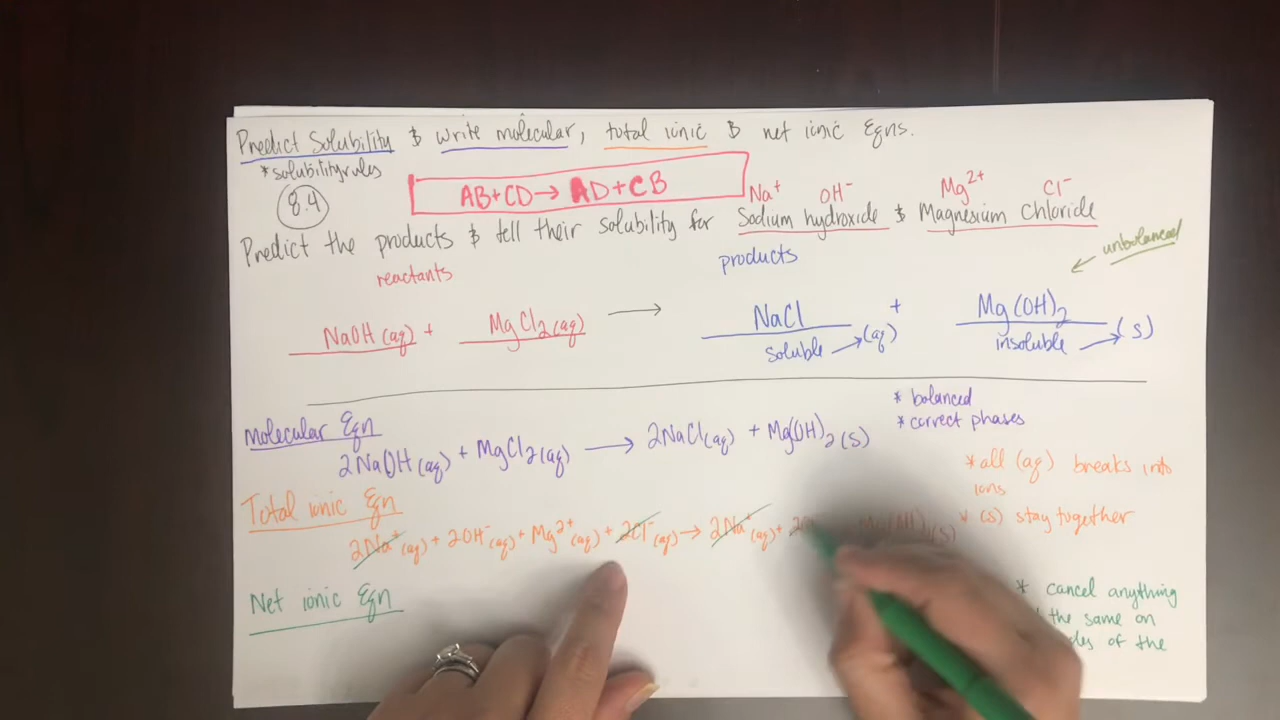 Predict Solubility & write molecular, total ionic & net ionic Eqns.
*solubility rules
8.4
AB+CD→ AD+CB
Na⁺ OH⁻ Mg²⁺ Cl⁻
Predict the products & tell their solubility for Sodium hydroxide & Magnesium Chloride
reactants products unbalanced
NaOH (aq) + MgCl₂(aq) → NaCl + Mg(OH)₂
soluble → (aq) insoluble → (s)
Molecular Eqn
* balanced
* correct phases
2NaOH(aq) + MgCl₂(aq) → 2NaCl(aq) + Mg(OH)₂(s)
Total ionic Eqn
* all (aq) breaks into
ions
* (s) stay together
2Na⁺(aq) + 2OH⁻(aq) + Mg²⁺(aq) + 2Cl⁻(aq) → 2Na⁺(aq) + (s)
Net ionic Eqn
* cancel anything
the same on
of the